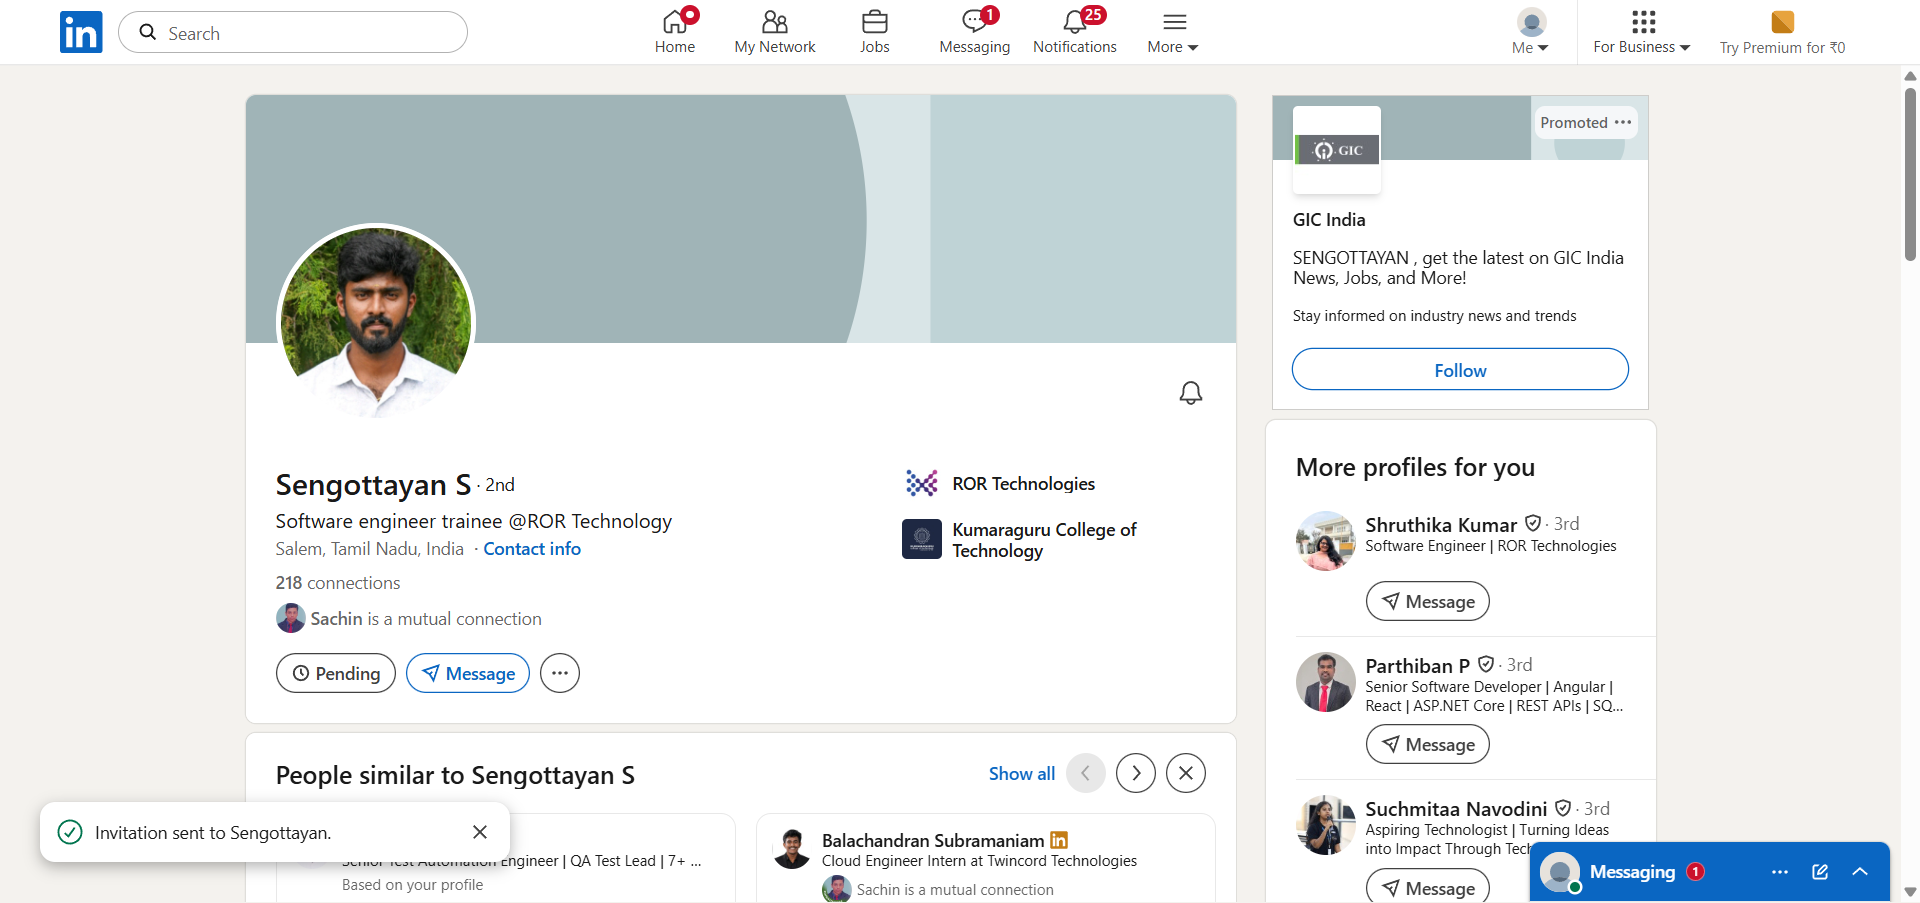 in
Search
Home
My Network
Jobs
1
Messaging
25
Notifications
More
Me
For Business
Try Premium for ₹0
Sengottayan S · 2nd
Software engineer trainee @ROR Technology
Salem, Tamil Nadu, India · Contact info
218 connections
Sachin is a mutual connection
Pending
Message
ROR Technologies
Kumaraguru College of
Technology
People similar to Sengottayan S
Show all
Senior Test Automation Engineer | QA Test Lead | 7+ ...
Based on your profile
Balachandran Subramaniam in
Cloud Engineer Intern at Twincord Technologies
Sachin is a mutual connection
Invitation sent to Sengottayan.
Promoted
GIC
GIC India
SENGOTTAYAN , get the latest on GIC India
News, Jobs, and More!
Stay informed on industry news and trends
Follow
More profiles for you
Shruthika Kumar · 3rd
Software Engineer | ROR Technologies
Message
Parthiban P · 3rd
Senior Software Developer | Angular |
React | ASP.NET Core | REST APIs | SQ...
Message
Suchmitaa Navodini · 3rd
Aspiring Technologist | Turning Ideas
into Impact Through Tech
Message
Messaging 1